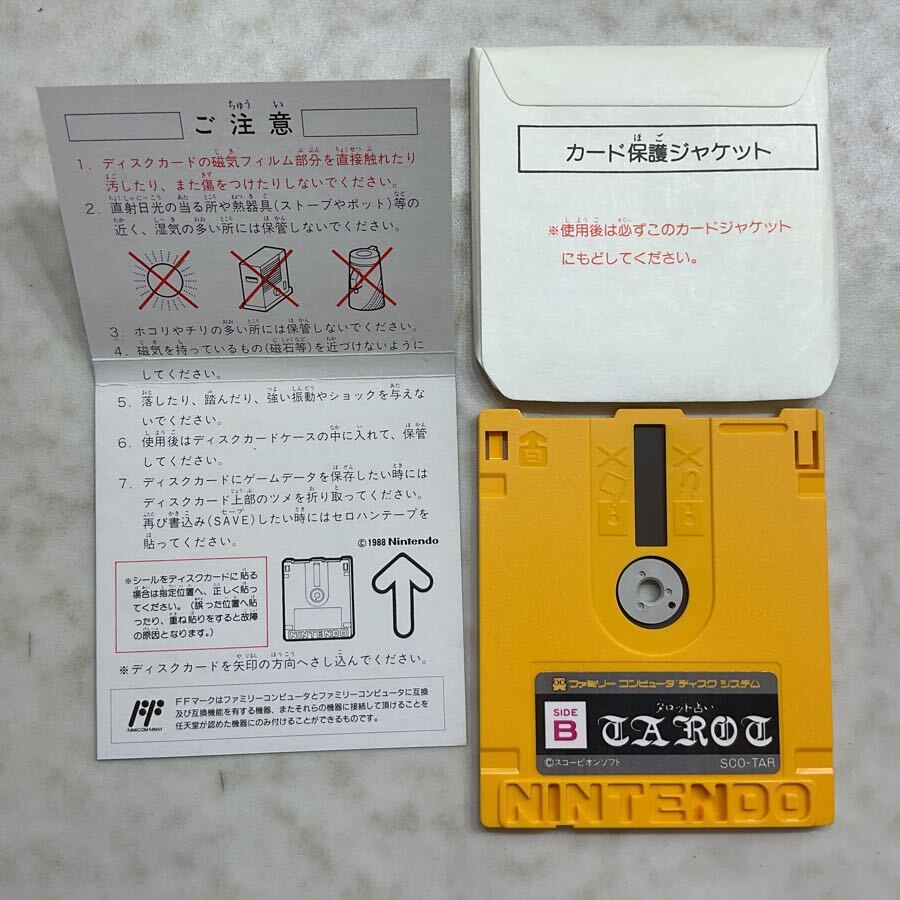 ご注意
1. ディスクカードの磁気フィルム部分を直接触れたり
汚したり、また傷をつけたりしないでください。
2. 直射日光の当る所や熱器具(ストーブやポット)等の
近く、湿気の多い所には保管しないでください。
3. ホコリやチリの多い所には保管しないでください。
4. 磁気を持っているもの(磁石等)を近づけないように
してください。
5. 落したり、踏んだり、強い振動やショックを与えな
いでください。
6. 使用後はディスクカードケースの中に入れて、保管
してください。
7. ディスクカードにゲームデータを保存したい時には
ディスクカード上部のツメを折り取ってください。
再び書込み(SAVE)したい時にはセロハンテープを
貼ってください。
©1988 Nintendo
※シールをディスクカードに貼る
場合は指定位置へ、正しく貼っ
てください。(誤った位置へ貼
ったり、重ね貼りをすると故障
の原因となります。)
NINTENDO
※ディスクカードを矢印の方向へさし込んでください。
FF
FAMICOM FAMILY
FFマークはファミリーコンピュータとファミリーコンピュータに互換
及び互換機能を有する機器、またそれらの機器に接続して頂けることを
任天堂が認めた機器にのみ付けることができるものです。
カード保護ジャケット
※使用後は必ずこのカードジャケット
にもどしてください。
ファミリー コンピュータ ディスク システム
SIDE
B
タロット占い
TAROT
©スコーピオンソフト
SCO-TAR
NINTENDO